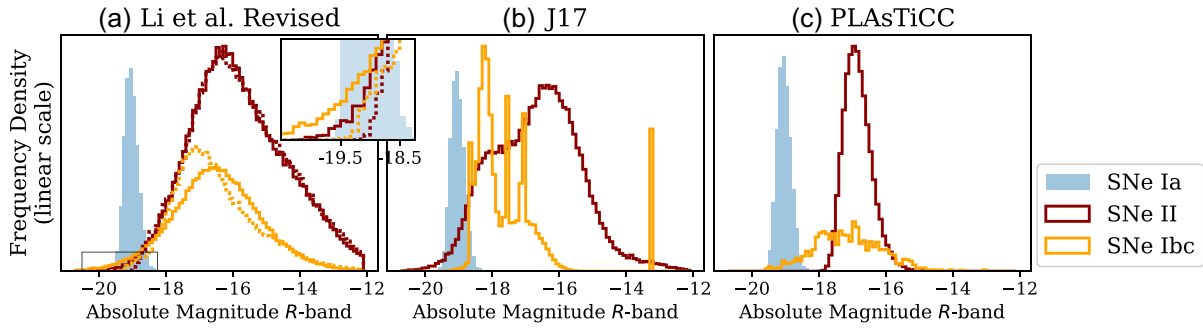 (a) Li et al. Revised
(b) J17
(c) PLAsTiCC
Frequency Density
(linear scale)
-19.5 -18.5
−20 −18 −16 −14 −12
−20 −18 −16 −14 −12
−20 −18 −16 −14 −12
Absolute Magnitude R-band
Absolute Magnitude R-band
Absolute Magnitude R-band
SNe Ia
SNe II
SNe Ibc